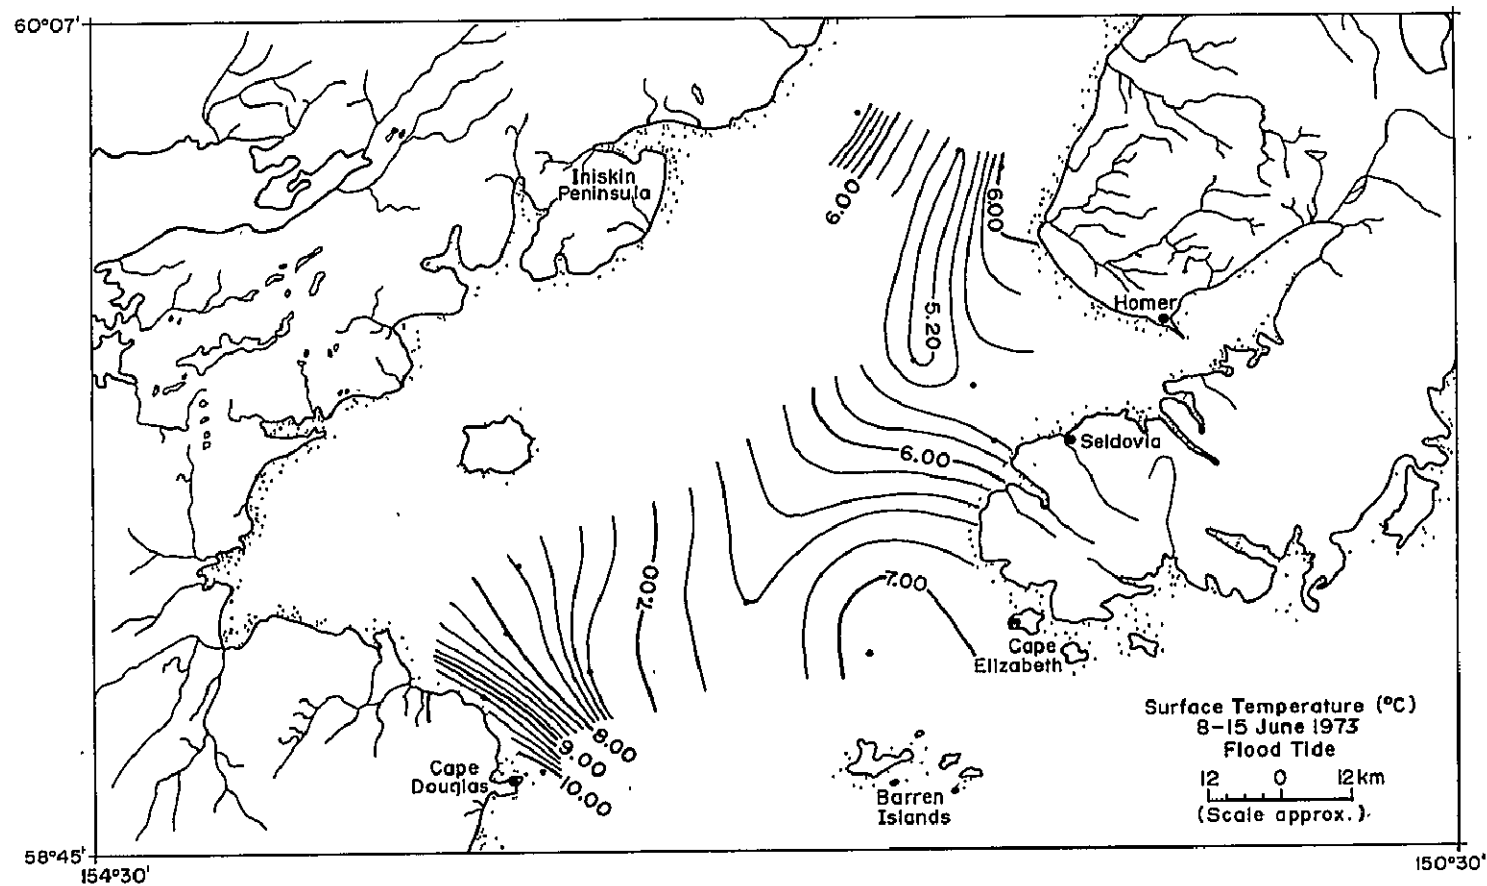 60°07'
Iniskin
Peninsula
6.00
6.00
Homer
5.20
Seldovia
6.00
7.00
7.00
Cape
Elizabeth
Surface Temperature (°C)
8-15 June 1973
Flood Tide
12 0 12km
(Scale approx.)
8.00
9.00
10.00
Cape
Douglas
Barren
Islands
58°45'
154°30'
150°30'